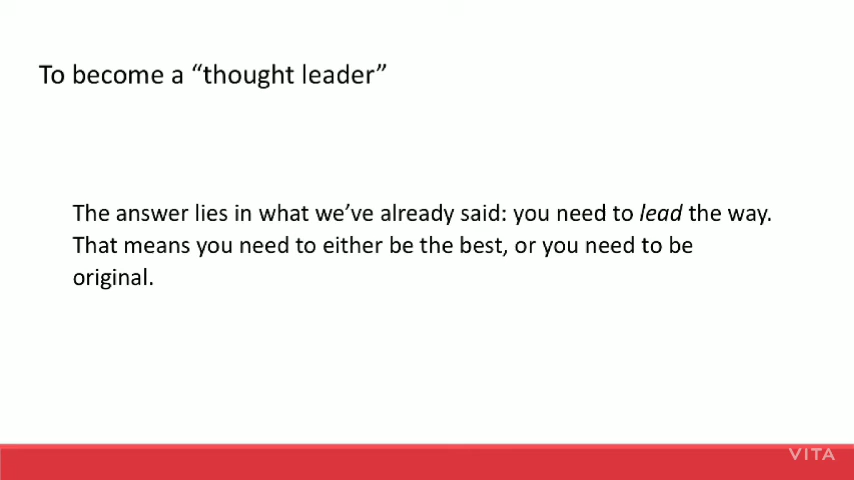 To become a “thought leader”
The answer lies in what we’ve already said: you need to lead the way.
That means you need to either be the best, or you need to be
original.
VITA